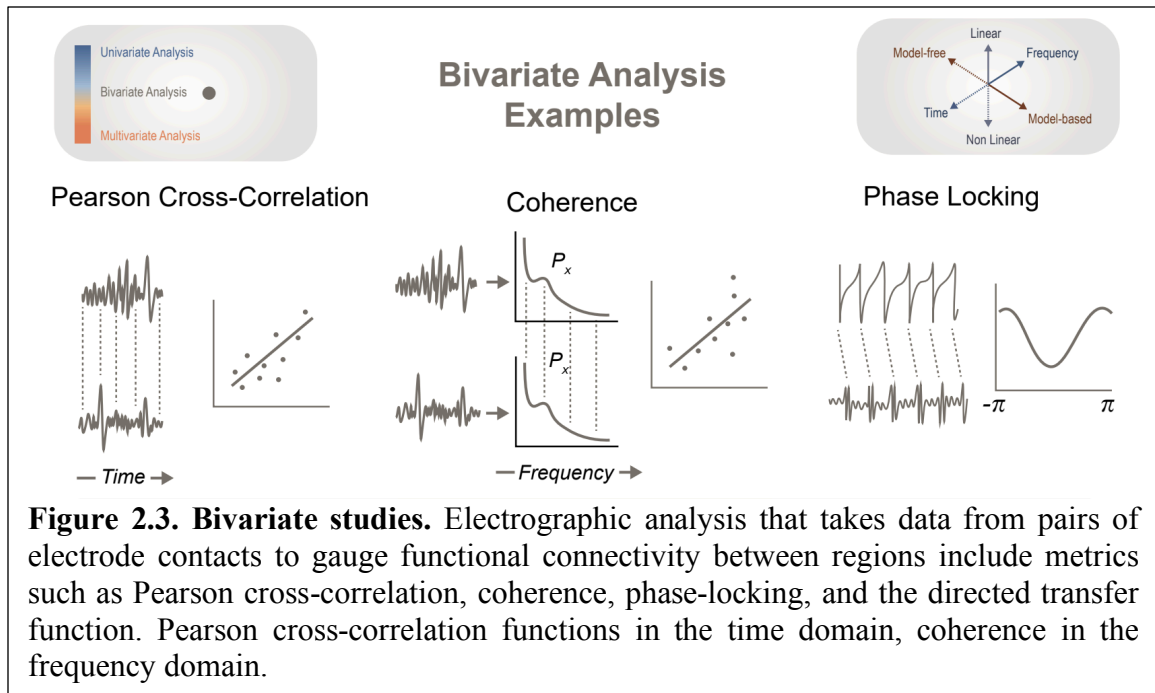 Univariate Analysis
Bivariate Analysis
Multivariate Analysis
Bivariate Analysis
Examples
Linear
Model-free
Frequency
Time
Model-based
Non Linear
Pearson Cross-Correlation
Coherence
Phase Locking
Px
Px
-π
π
Time
Frequency
Figure 2.3. Bivariate studies. Electrographic analysis that takes data from pairs of
electrode contacts to gauge functional connectivity between regions include metrics
such as Pearson cross-correlation, coherence, phase-locking, and the directed transfer
function. Pearson cross-correlation functions in the time domain, coherence in the
frequency domain.